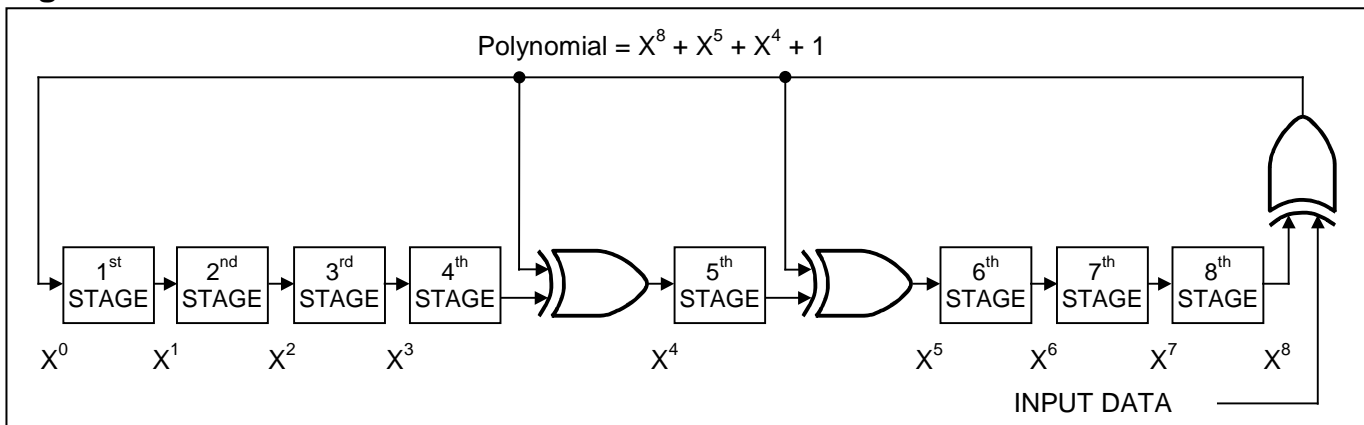 Polynomial = X⁸ + X⁵ + X⁴ + 1
1st STAGE
2nd STAGE
3rd STAGE
4th STAGE
5th STAGE
6th STAGE
7th STAGE
8th STAGE
X⁰ X¹ X² X³ X⁴ X⁵ X⁶ X⁷ X⁸
INPUT DATA